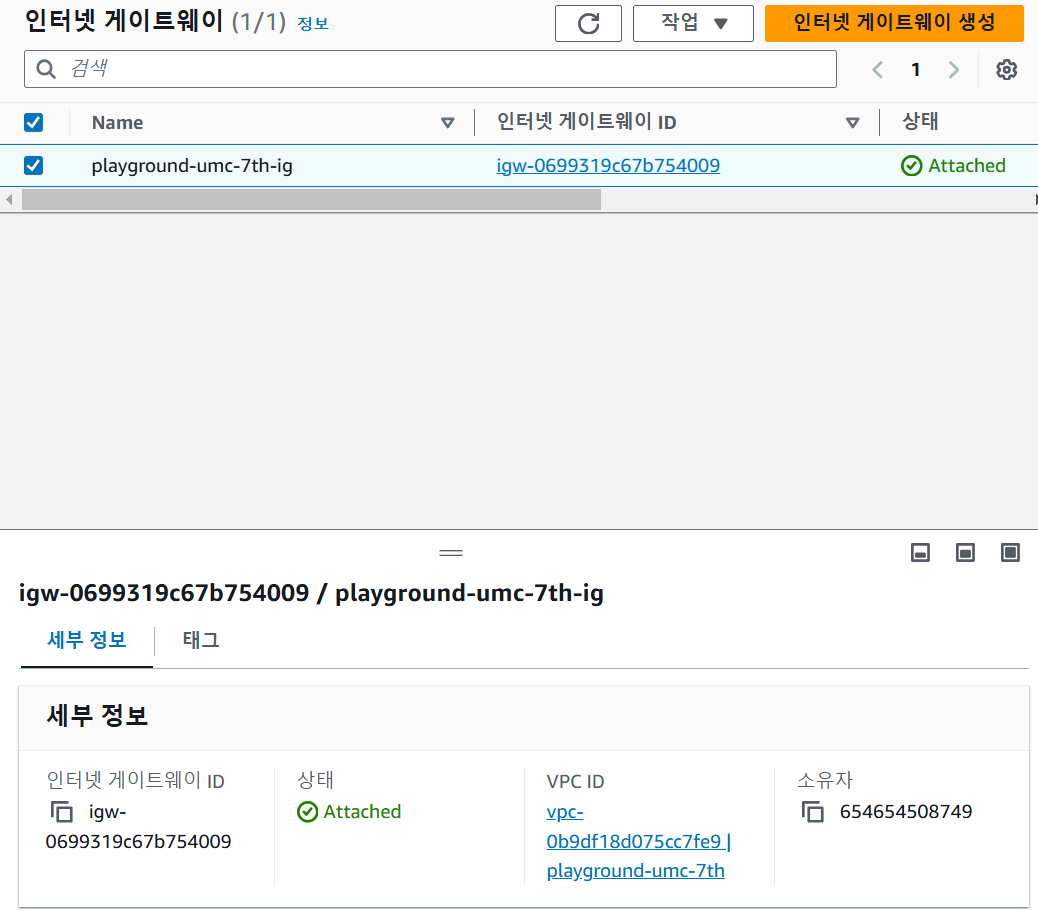 인터넷 게이트웨이 (1/1) 정보
작업
인터넷 게이트웨이 생성
검색
1
Name 인터넷 게이트웨이 ID 상태
playground-umc-7th-ig igw-0699319c67b754009 Attached
igw-0699319c67b754009 / playground-umc-7th-ig
세부 정보 태그
세부 정보
인터넷 게이트웨이 ID
igw-
0699319c67b754009
상태
Attached
VPC ID
vpc-
0b9df18d075cc7fe9 |
playground-umc-7th
소유자
654654508749